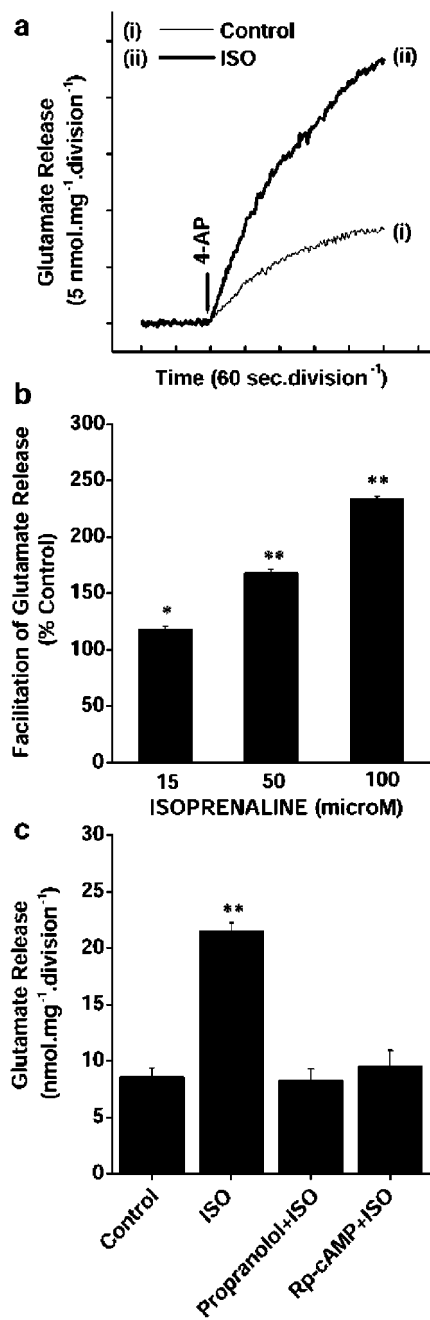 a
(i) Control
(ii) ISO
Glutamate Release
(5 nmol.mg⁻¹.division⁻¹)
4-AP
(ii)
(i)
Time (60 sec.division⁻¹)
b
Facilitation of Glutamate Release
(% Control)
300
250
200
150
100
50
0
*
**
**
15 50 100
ISOPRENALINE (microM)
c
Glutamate Release
(nmol.mg⁻¹.division⁻¹)
30
25
20
15
10
5
0
**
Control
ISO
Propranolol+ISO
Rp-cAMP+ISO